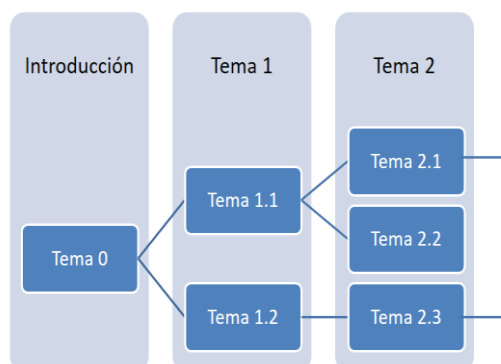 Introducción
Tema 1
Tema 2
Tema 0
Tema 1.1
Tema 1.2
Tema 2.1
Tema 2.2
Tema 2.3